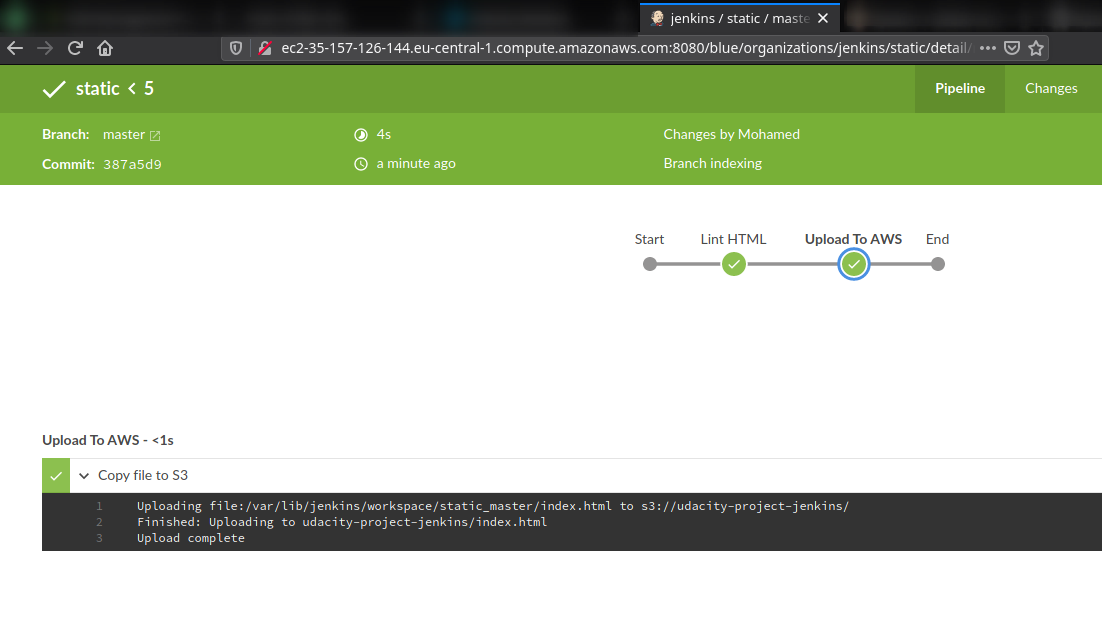 jenkins / static / maste
ec2-35-157-126-144.eu-central-1.compute.amazonaws.com:8080/blue/organizations/jenkins/static/detail/
static < 5
Pipeline
Changes
Branch: master
4s
Changes by Mohamed
Commit: 387a5d9
a minute ago
Branch indexing
Start
Lint HTML
Upload To AWS
End
Upload To AWS - <1s
Copy file to S3
1 Uploading file:/var/lib/jenkins/workspace/static_master/index.html to s3://udacity-project-jenkins/
2 Finished: Uploading to udacity-project-jenkins/index.html
3 Upload complete